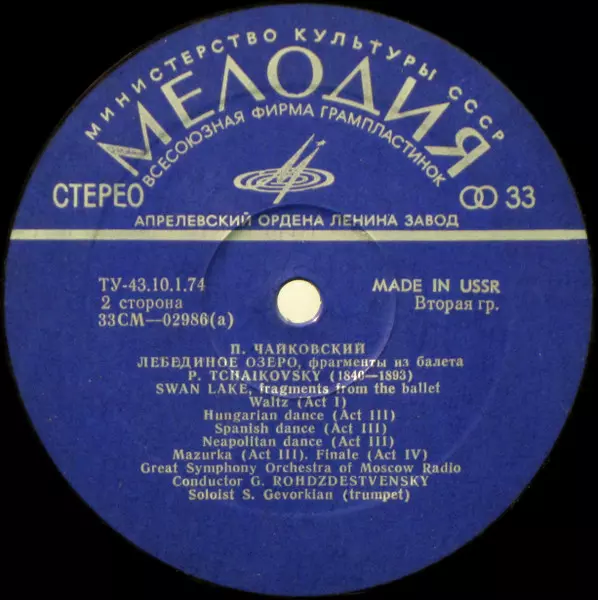 МИНИСТЕРСТВО КУЛЬТУРЫ СССР
МЕЛОДИЯ
ВСЕСОЮЗНАЯ ФИРМА ГРАМПЛАСТИНОК
СТЕРЕО
33
АПРЕЛЕВСКИЙ ОРДЕНА ЛЕНИНА ЗАВОД
ТУ-43.10.1.74
MADE IN USSR
2 сторона
Вторая гр.
33СМ—02986(а)
П. ЧАЙКОВСКИЙ
ЛЕБЕДИНОЕ ОЗЕРО, фрагменты из балета
P. TCHAIKOVSKY (1840—1893)
SWAN LAKE, fragments from the ballet
Waltz (Act I)
Hungarian dance (Act III)
Spanish dance (Act III)
Neapolitan dance (Act III)
Mazurka (Act III). Finale (Act IV)
Great Symphony Orchestra of Moscow Radio
Conductor G. ROHDZDESTVENSKY
Soloist S. Gevorkian (trumpet)